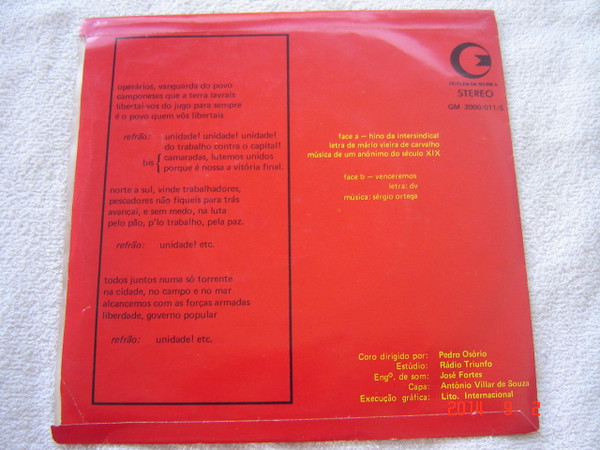 operários, vanguarda do povo
camponeses que a terra lavrais
libertai-vos do jugo para sempre
é o povo quem vós libertais
refrão: unidade! unidade! unidade!
do trabalho contra o capital!
bis camaradas, lutemos unidos
porque é nossa a vitória final.
norte a sul, vinde trabalhadores,
pescadores não fiqueis para trás
avançai, e sem medo, na luta
pelo pão, p'lo trabalho, pela paz.
refrão: unidade! etc.
todos juntos numa só torrente
na cidade, no campo e no mar
alcancemos com as forças armadas
liberdade, governo popular
refrão: unidade! etc.
STEREO
GM 2000/011/S
face a — hino da intersindical
letra de mário vieira de carvalho
música de um anónimo do século XIX
face b — venceremos
letra: dv
música: sérgio ortega
Coro dirigido por: Pedro Osório
Estúdio: Rádio Triunfo
Engº. de som: José Fortes
Capa: António Villar de Souza
Execução gráfica: Lito. Internacional
2014 9 2